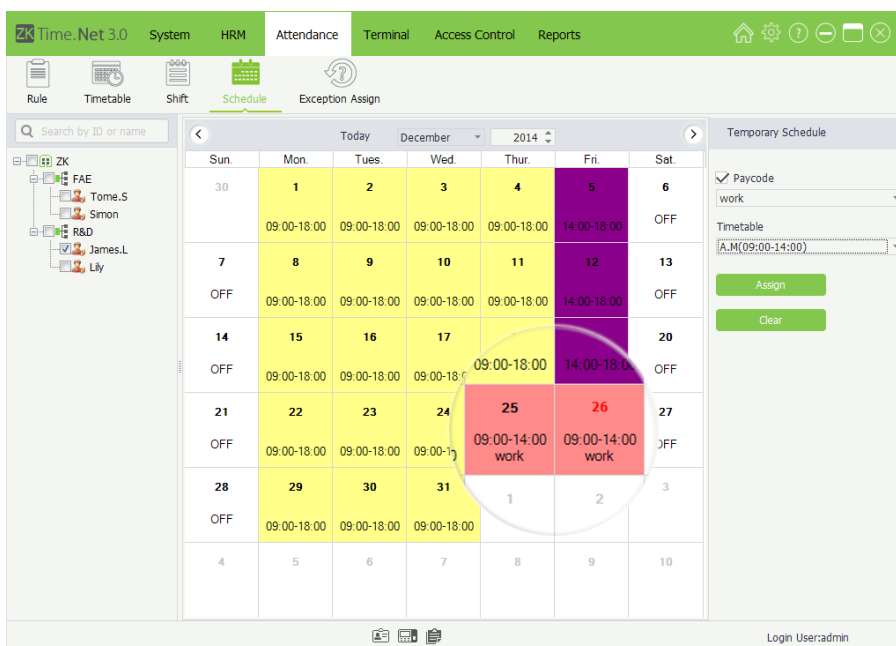 ZK Time.Net 3.0 System HRM Attendance Terminal Access Control Reports
Rule Timetable Shift Schedule Exception Assign
Search by ID or name
ZK
FAE
Tome.S
Simon
R&D
James.L
Lily
Today December 2014
Sun. Mon. Tues. Wed. Thur. Fri. Sat.
30 1 2 3 4 5 6
09:00-18:00 09:00-18:00 09:00-18:00 09:00-18:00 14:00-18:00 OFF
7 8 9 10 11 12 13
OFF 09:00-18:00 09:00-18:00 09:00-18:00 09:00-18:00 14:00-18:00 OFF
14 15 16 17 20
OFF 09:00-18:00 09:00-18:00 09:00-18:0 09:00-18:00 14:00-18:0 OFF
21 22 23 24 25 26 27
OFF 09:00-18:00 09:00-18:00 09:00-1 09:00-14:00 09:00-14:00 OFF
work work
28 29 30 31 1 2 3
OFF 09:00-18:00 09:00-18:00 09:00-18:00
4 5 6 7 8 9 10
Temporary Schedule
Paycode
work
Timetable
A.M(09:00-14:00)
Assign
Clear
Login User:admin